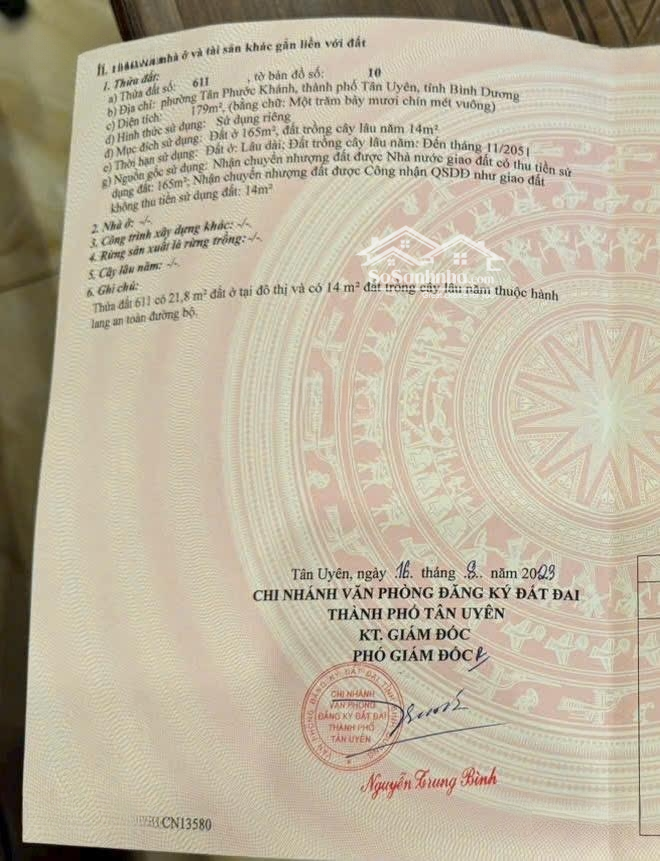 nhà ở và tài sản khác gắn liền với đất
1. Thửa đất:
a) Thửa đất số: 611 , tờ bản đồ số: 10
b) Địa chỉ: phường Tân Phước Khánh, thành phố Tân Uyên, tỉnh Bình Dương
c) Diện tích: 179m², (bằng chữ: Một trăm bảy mươi chín mét vuông)
d) Hình thức sử dụng: Sử dụng riêng
đ) Mục đích sử dụng: Đất ở 165m², đất trồng cây lâu năm 14m²
e) Thời hạn sử dụng: Đất ở: Lâu dài; Đất trồng cây lâu năm: Đến tháng 11/2051
g) Nguồn gốc sử dụng: Nhận chuyển nhượng đất được Nhà nước giao đất có thu tiền sử
dụng đất: 165m²; Nhận chuyển nhượng đất được Công nhận QSDĐ như giao đất
không thu tiền sử dụng đất: 14m²
2. Nhà ở: -/-
3. Công trình xây dựng khác: -/-
4. Rừng sản xuất là rừng trồng: -/-
5. Cây lâu năm: -/-
6. Ghi chú:
Thửa đất 611 có 21,8 m² đất ở tại đô thị và có 14 m² đất trồng cây lâu năm thuộc hành
lang an toàn đường bộ.
SoSanhnha.com
Tân Uyên, ngày 16 tháng 8 năm 2023
CHI NHÁNH VĂN PHÒNG ĐĂNG KÝ ĐẤT ĐAI
THÀNH PHỐ TÂN UYÊN
KT. GIÁM ĐỐC
PHÓ GIÁM ĐỐC
CHI NHÁNH
VĂN PHÒNG
ĐĂNG KÝ ĐẤT ĐAI
THÀNH PHỐ
TÂN UYÊN
Nguyễn Trung Bình
CN13580